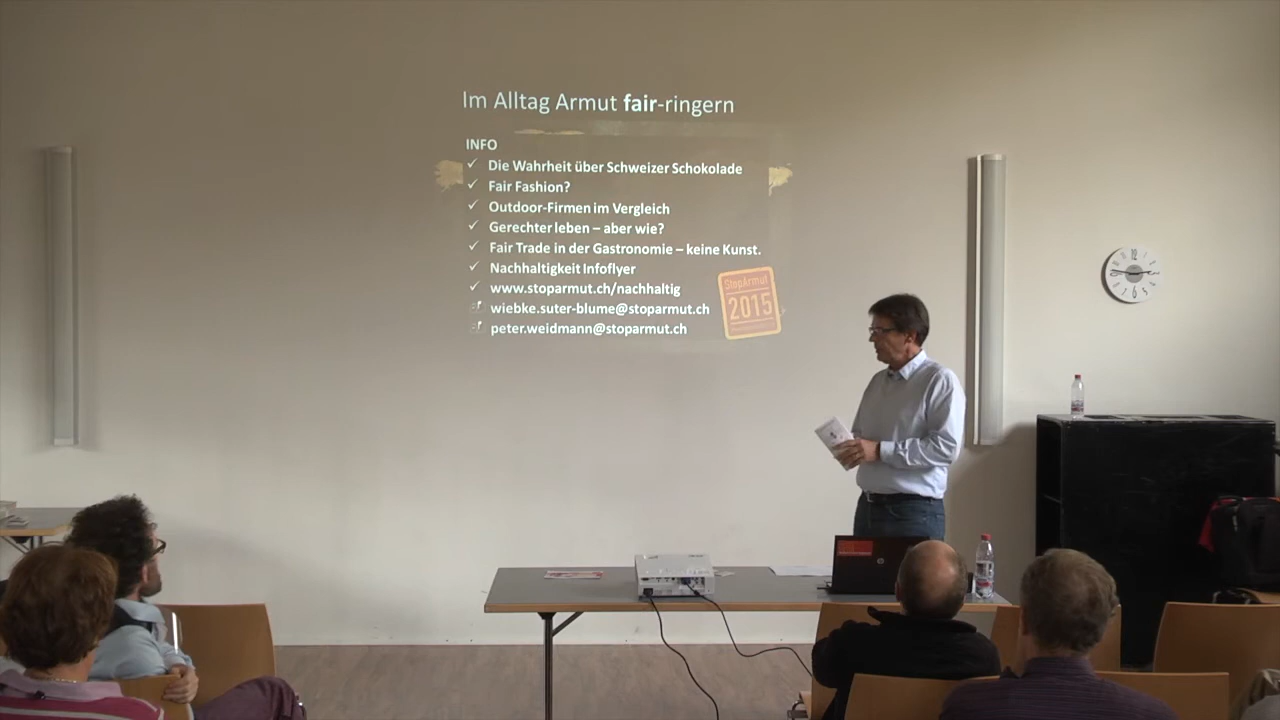 Im Alltag Armut fair-ringern
INFO
✓ Die Wahrheit über Schweizer Schokolade
✓ Fair Fashion?
✓ Outdoor-Firmen im Vergleich
✓ Gerechter leben – aber wie?
✓ Fair Trade in der Gastronomie – keine Kunst.
✓ Nachhaltigkeit Infoflyer
✓ www.stoparmut.ch/nachhaltig
wiebke.suter-blume@stoparmut.ch
peter.weidmann@stoparmut.ch
StopArmut
2015
12